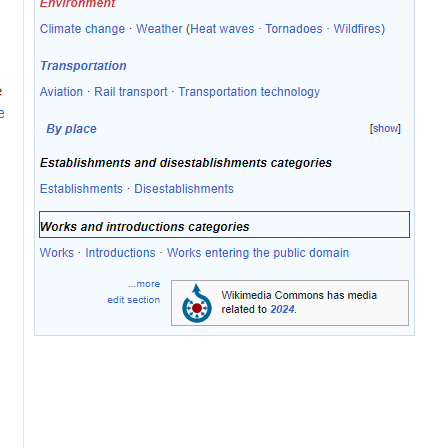 Environment
Climate change · Weather (Heat waves · Tornadoes · Wildfires)
Transportation
Aviation · Rail transport · Transportation technology
By place [show]
Establishments and disestablishments categories
Establishments · Disestablishments
Works and introductions categories
Works · Introductions · Works entering the public domain
...more
edit section
Wikimedia Commons has media
related to 2024.